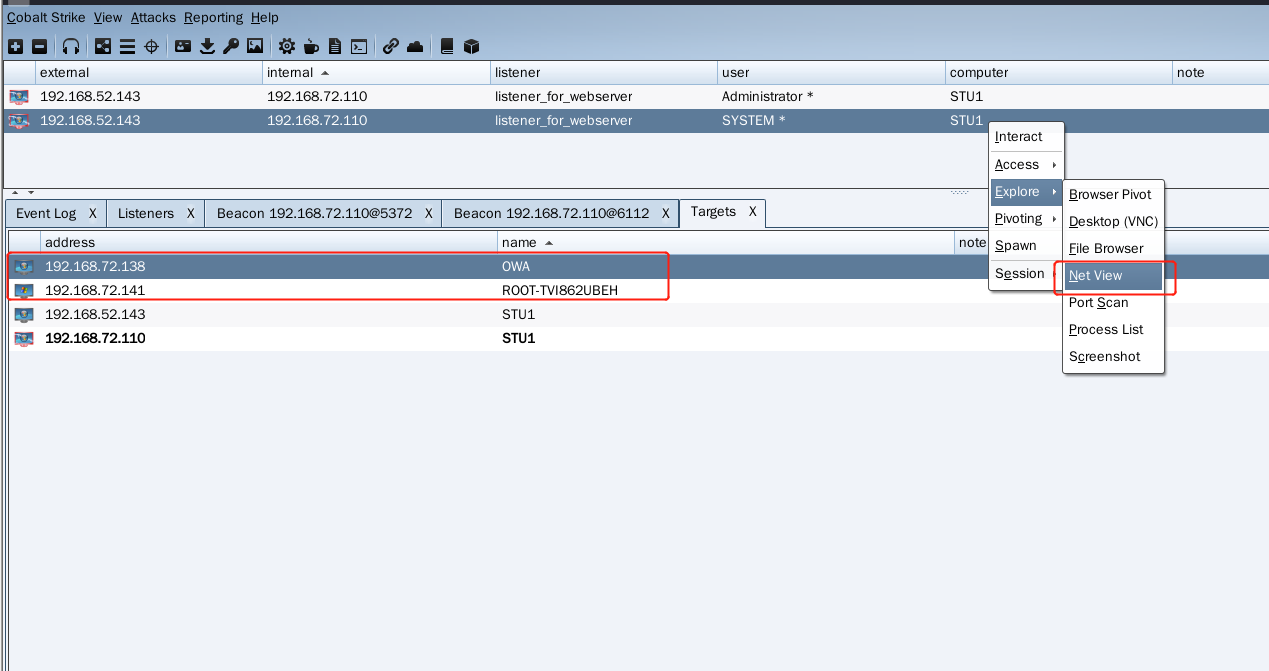 Cobalt Strike View Attacks Reporting Help
external internal listener user computer note
192.168.52.143 192.168.72.110 listener_for_webserver Administrator * STU1
192.168.52.143 192.168.72.110 listener_for_webserver SYSTEM * STU1
Interact
Access
Explore
Pivoting
Spawn
Session
Browser Pivot
Desktop (VNC)
File Browser
Net View
Port Scan
Process List
Screenshot
Event Log X Listeners X Beacon 192.168.72.110@5372 X Beacon 192.168.72.110@6112 X Targets X
address name note
192.168.72.138 OWA
192.168.72.141 ROOT-TVI862UBEH
192.168.52.143 STU1
192.168.72.110 STU1